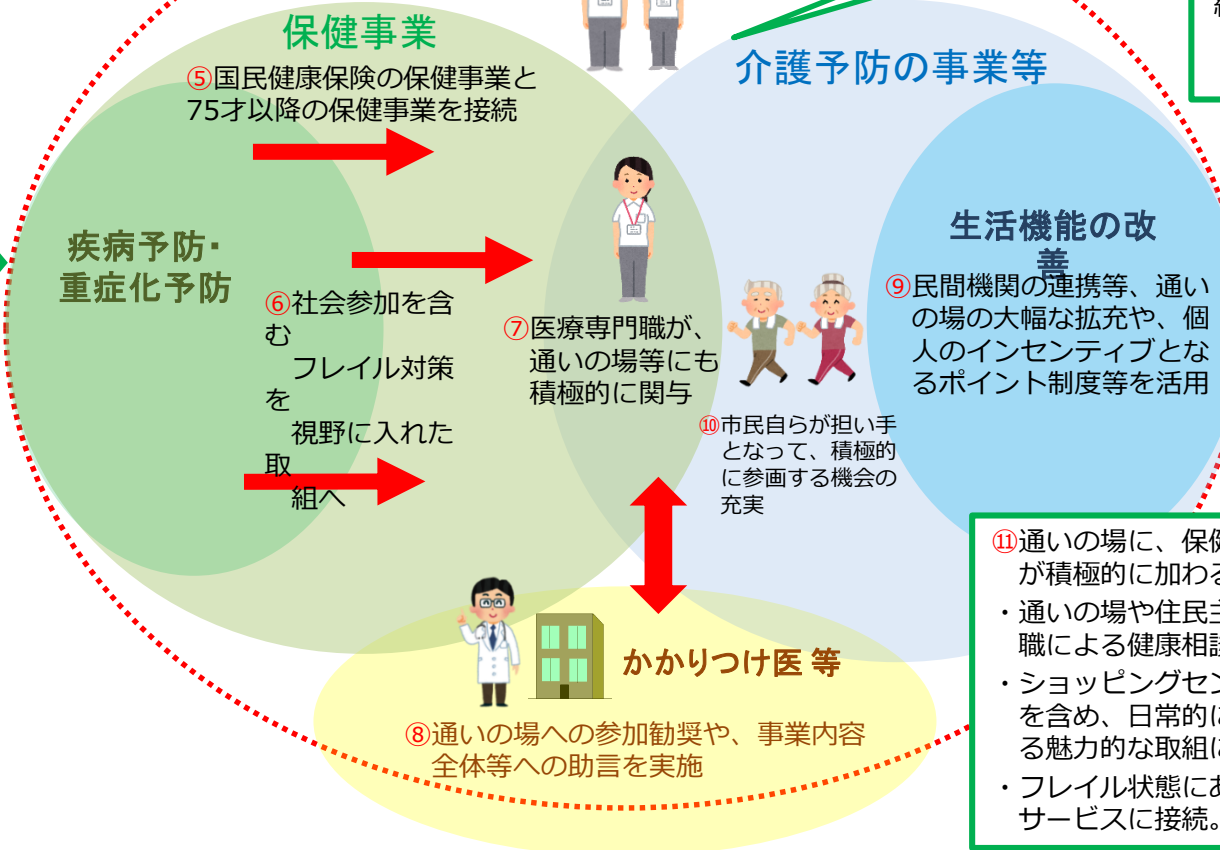 保健事業
⑤国民健康保険の保健事業と
75才以降の保健事業を接続
介護予防の事業等
疾病予防・
重症化予防
⑥社会参加を含
む
フレイル対策
を
視野に入れた
取
組へ
⑦医療専門職が、
通いの場等にも
積極的に関与
生活機能の改
善
⑨民間機関の連携等、通い
の場の大幅な拡充や、個
人のインセンティブとな
るポイント制度等を活用
⑩市民自らが担い手
となって、積極的
に参画する機会の
充実
かかりつけ医 等
⑧通いの場への参加勧奨や、事業内容
全体等への助言を実施
⑪通いの場に、保健
が積極的に加わる
・通いの場や住民主
職による健康相談
・ショッピングセン
を含め、日常的に
る魅力的な取組に
・フレイル状態にあ
サービスに接続。